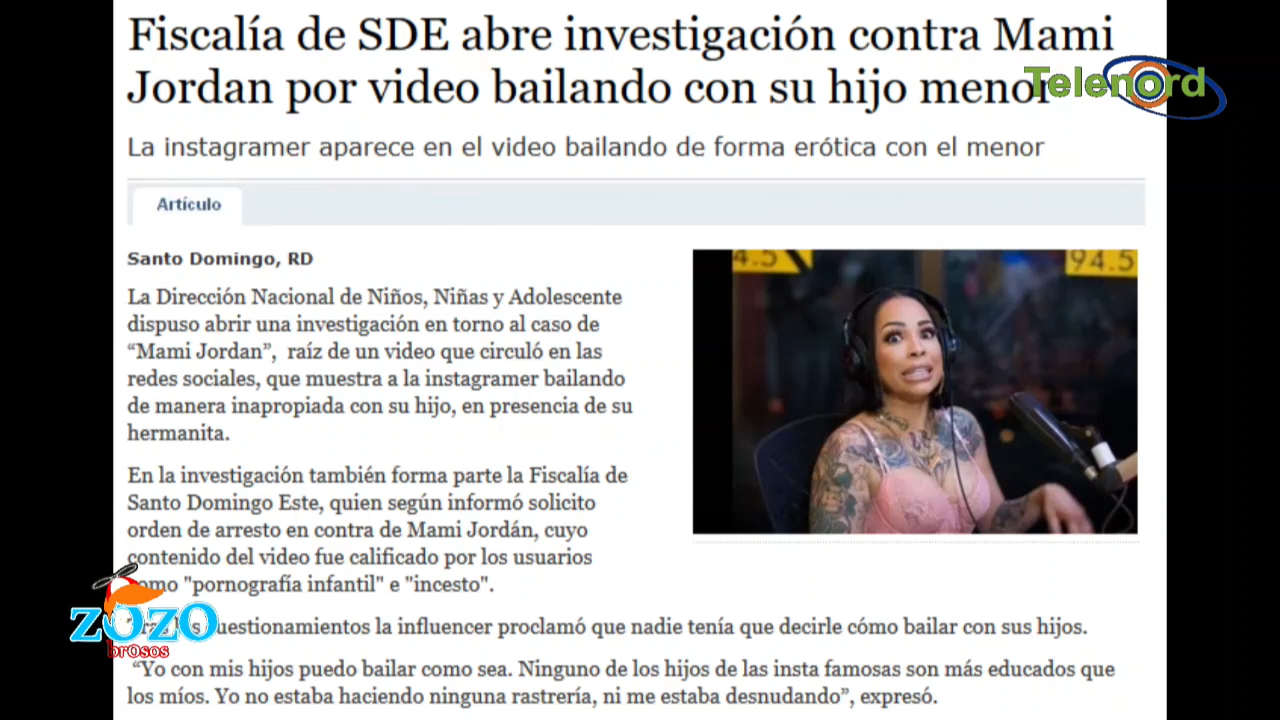 Fiscalía de SDE abre investigación contra Mami
Jordan por video bailando con su hijo menor
Telenord
La instagramer aparece en el video bailando de forma erótica con el menor
Artículo
Santo Domingo, RD
La Dirección Nacional de Niños, Niñas y Adolescente
dispuso abrir una investigación en torno al caso de
“Mami Jordan”, raíz de un video que circuló en las
redes sociales, que muestra a la instagramer bailando
de manera inapropiada con su hijo, en presencia de su
hermanita.
4.5
94.5
En la investigación también forma parte la Fiscalía de
Santo Domingo Este, quien según informó solicito
orden de arresto en contra de Mami Jordán, cuyo
contenido del video fue calificado por los usuarios
como "pornografía infantil" e "incesto".
cuestionamientos la influencer proclamó que nadie tenía que decirle cómo bailar con sus hijos.
“Yo con mis hijos puedo bailar como sea. Ninguno de los hijos de las insta famosas son más educados que
los míos. Yo no estaba haciendo ninguna rastrería, ni me estaba desnudando”, expresó.
ZOZO
brOsos